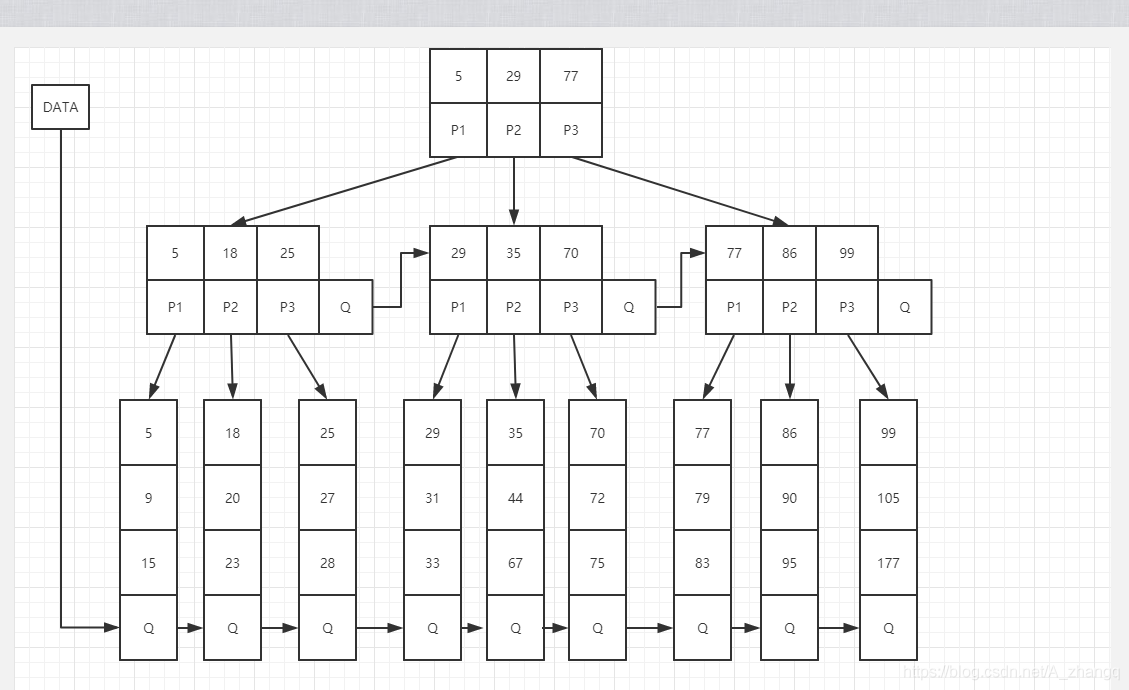 5 29 77
DATA
P1 P2 P3
5 18 25
29 35 70
77 86 99
P1 P2 P3 Q
P1 P2 P3 Q
P1 P2 P3 Q
5 18 25 29 35 70 77 86 99
9 20 27 31 44 72 79 90 105
15 23 28 33 67 75 83 95 177
Q Q Q Q Q Q Q Q Q
https://blog.csdn.net/A_zhangq